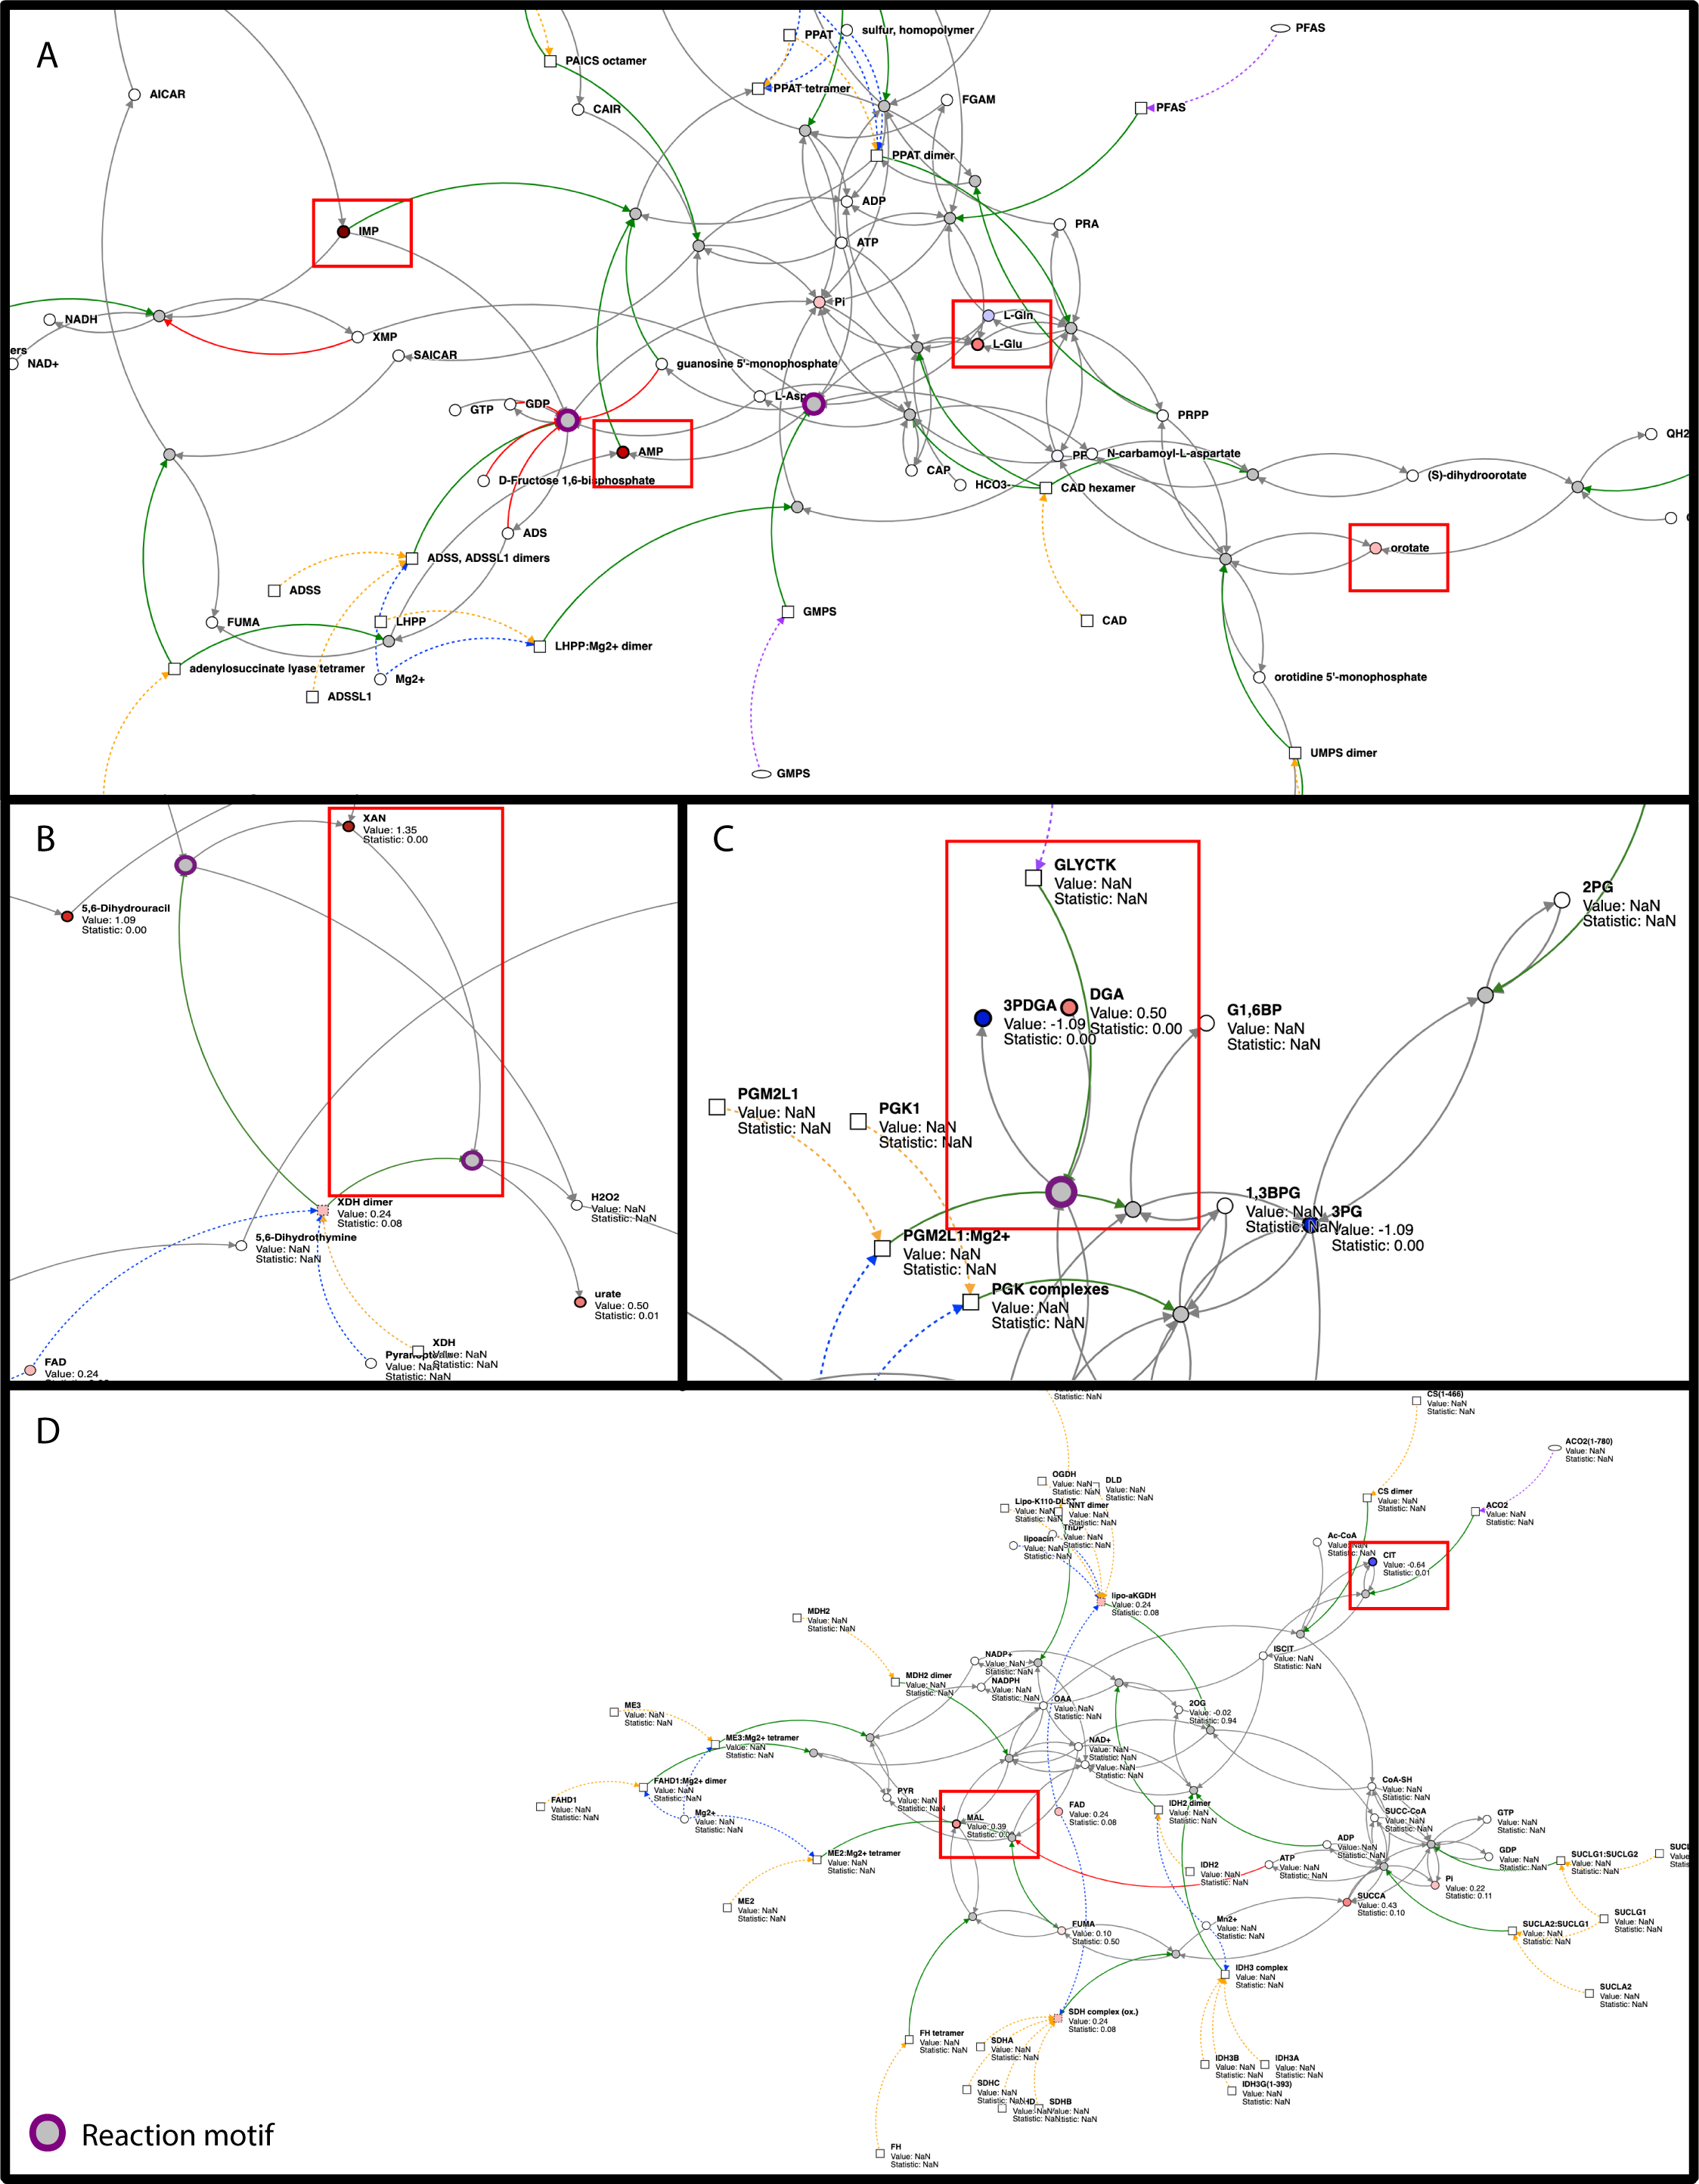 A
PPAT
sulfur, homopolymer
PFAS
PAICS octamer
PPAT tetramer
AICAR
CAIR
FGAM
PFAS
PPAT dimer
ADP
PRA
IMP
ATP
Pi
L-Gln
NADH
XMP
L-Glu
ers
SAICAR
NAD+
guanosine 5'-monophosphate
L-Asp
GTP
GDP
PRPP
AMP
N-carbamoyl-L-aspartate
QH2
CAP
D-Fructose 1,6-bisphosphate
HCO3-
CAD hexamer
(S)-dihydroorotate
ADS
orotate
ADSS, ADSSL1 dimers
ADSS
GMPS
CAD
FUMA
LHPP
LHPP:Mg2+ dimer
adenylosuccinate lyase tetramer
Mg2+
orotidine 5'-monophosphate
ADSSL1
UMPS dimer
GMPS
B
XAN
Value: 1.35
Statistic: 0.00
5,6-Dihydrouracil
Value: 1.09
Statistic: 0.00
XDH dimer
Value: 0.24
Statistic: 0.08
H2O2
Value: NaN
Statistic: NaN
5,6-Dihydrothymine
Value: NaN
Statistic: NaN
urate
Value: 0.50
Statistic: 0.01
XDH
Value: NaN
Statistic: NaN
Value: NaN
Statistic: NaN
FAD
Value: 0.24
C
GLYCTK
Value: NaN
Statistic: NaN
2PG
Value: NaN
Statistic: NaN
3PDGA
Value: -1.09
Statistic: 0.00
DGA
Value: 0.50
Statistic: 0.00
G1,6BP
Value: NaN
Statistic: NaN
PGM2L1
Value: NaN
Statistic: NaN
PGK1
Value: NaN
Statistic: NaN
1,3BPG
Value: NaN
Statistic: NaN
3PG
Value: -1.09
Statistic: 0.00
PGM2L1:Mg2+
Value: NaN
Statistic: NaN
PGK complexes
Value: NaN
Statistic: NaN
D
Statistic: NaN
CS(1-466)
Value: NaN
Statistic: NaN
ACO2(1-780)
Value: NaN
Statistic: NaN
OGDH
Value: NaN
Statistic: NaN
DLD
Value: NaN
Statistic: NaN
CS dimer
Value: NaN
Statistic: NaN
Lipo-K110-DLST
Value: NaN
Statistic: NaN
NNT dimer
Value: NaN
Statistic: NaN
ACO2
Value: NaN
Statistic: NaN
ThDP
Value: NaN
Statistic: NaN
lipoacin
Value: NaN
Statistic: NaN
Ac-CoA
Value: NaN
Statistic: NaN
CIT
Value: -0.64
Statistic: 0.01
lipo-aKGDH
Value: 0.24
Statistic: 0.08
MDH2
Value: NaN
Statistic: NaN
ISCIT
Value: NaN
Statistic: NaN
NADP+
Value: NaN
Statistic: NaN
MDH2 dimer
Value: NaN
Statistic: NaN
NADPH
Value: NaN
Statistic: NaN
OAA
Value: NaN
Statistic: NaN
2OG
Value: -0.02
Statistic: 0.94
ME3
Value: NaN
Statistic: NaN
ME3:Mg2+ tetramer
Value: NaN
Statistic: NaN
NAD+
Value: NaN
Statistic: NaN
Value: NaN
Statistic: NaN
FAHD1:Mg2+ dimer
Value: NaN
Statistic: NaN
CoA-SH
Value: NaN
Statistic: NaN
FAHD1
Value: NaN
Statistic: NaN
PYR
Value: NaN
Statistic: NaN
Mg2+
Value: NaN
Statistic: NaN
FAD
Value: 0.24
Statistic: 0.08
IDH2 dimer
Value: NaN
Statistic: NaN
SUCC-CoA
Value: NaN
Statistic: NaN
GTP
Value: NaN
Statistic: NaN
MAL
Value: 0.39
ADP
Value: NaN
Statistic: NaN
GDP
Value: NaN
Statistic: NaN
ME2:Mg2+ tetramer
Value: NaN
Statistic: NaN
ATP
Value: NaN
Statistic: NaN
SUCLG1:SUCLG2
Value: NaN
Statistic: NaN
IDH2
Value: NaN
Statistic: NaN
Pi
Value: 0.22
Statistic: 0.11
SUCCA
Value: 0.43
Statistic: 0.10
ME2
Value: NaN
Statistic: NaN
SUCLG1
Value: NaN
Statistic: NaN
FUMA
Value: 0.10
Statistic: 0.50
Mn2+
Value: NaN
Statistic: NaN
SUCLA2:SUCLG1
Value: NaN
Statistic: NaN
IDH3 complex
Value: NaN
Statistic: NaN
SUCLA2
Value: NaN
Statistic: NaN
SDH complex (ox.)
Value: 0.24
Statistic: 0.08
FH tetramer
Value: NaN
Statistic: NaN
SDHA
Value: NaN
Statistic: NaN
IDH3B
Value: NaN
Statistic: NaN
IDH3A
Value: NaN
Statistic: NaN
SDHC
Value: NaN
Statistic: NaN
IDH3G(1-393)
Value: NaN
Statistic: NaN
SDHB
Value: NaN
Statistic: NaN
FH
Value: NaN
Statistic: NaN
Reaction motif